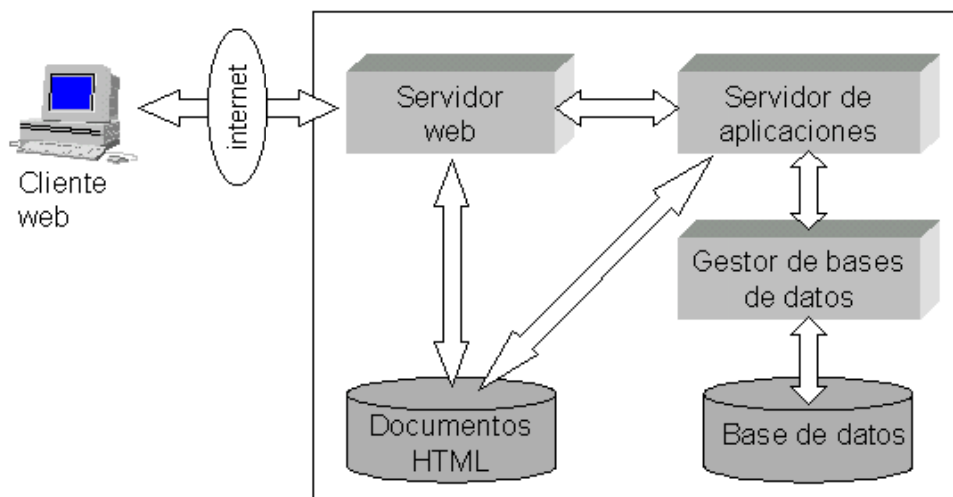 Cliente
web
internet
Servidor
web
Servidor de
aplicaciones
Gestor de bases
de datos
Documentos
HTML
Base de datos